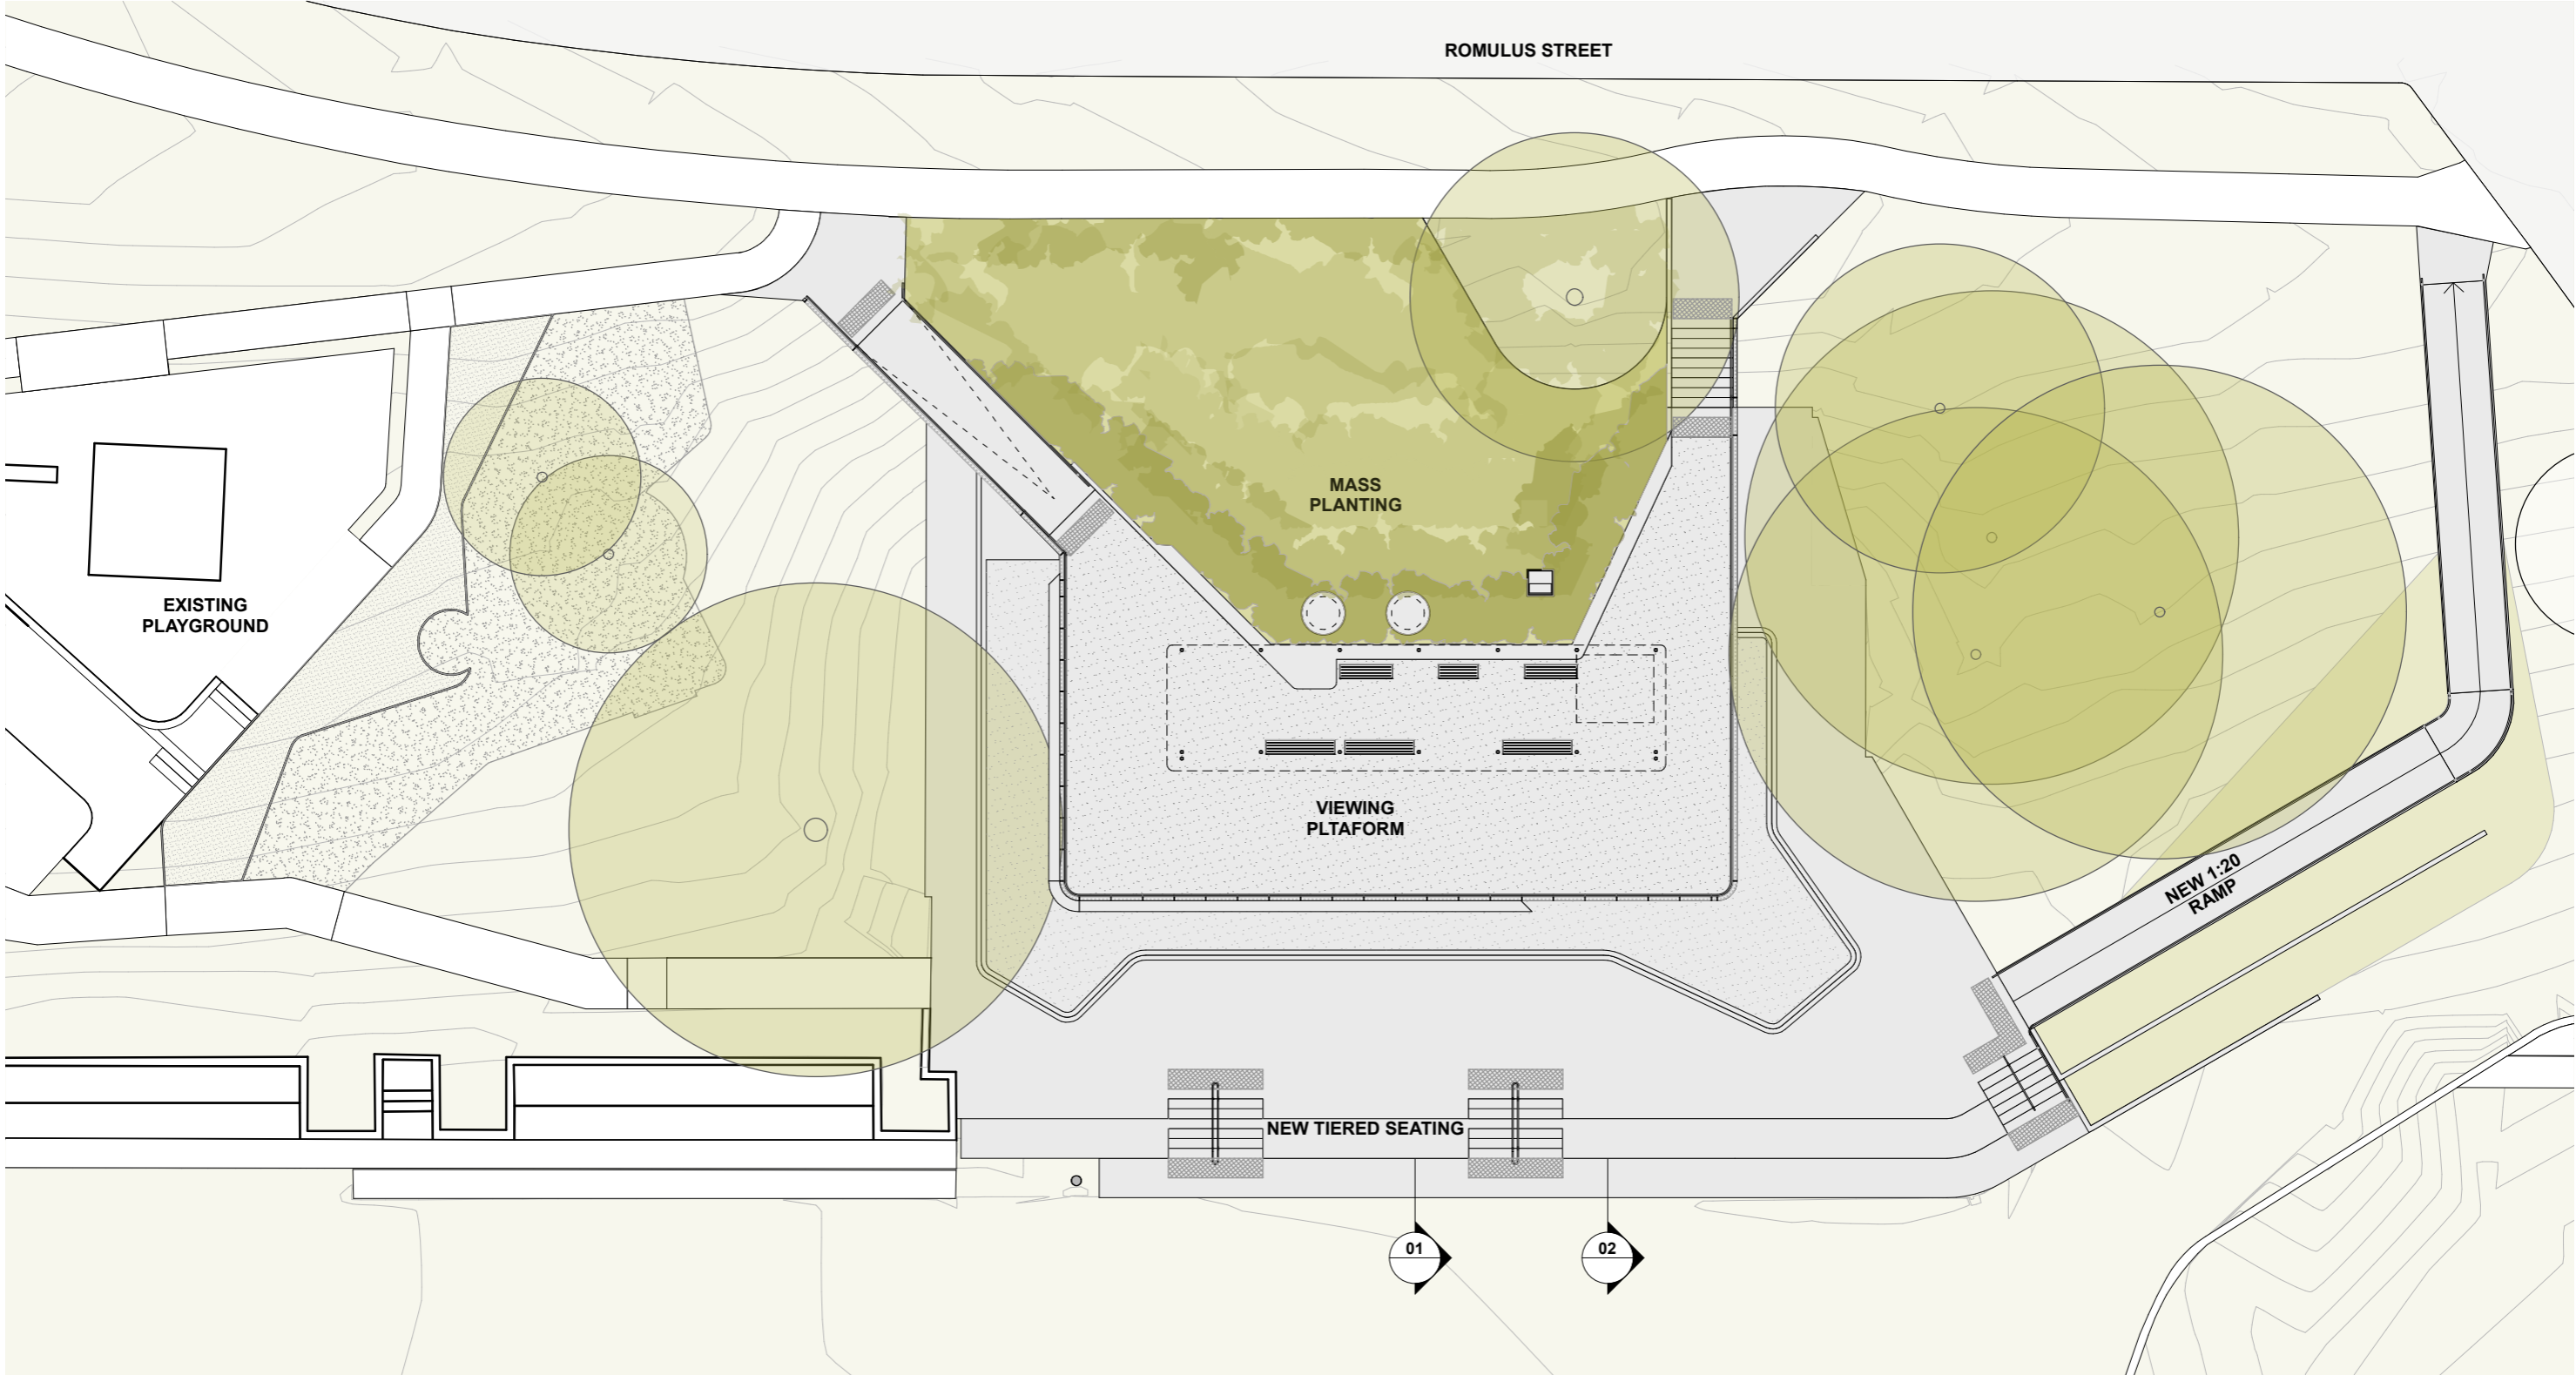 ROMULUS STREET
MASS
PLANTING
EXISTING
PLAYGROUND
VIEWING
PLTAFORM
NEW 1:20
RAMP
NEW TIERED SEATING
01
02